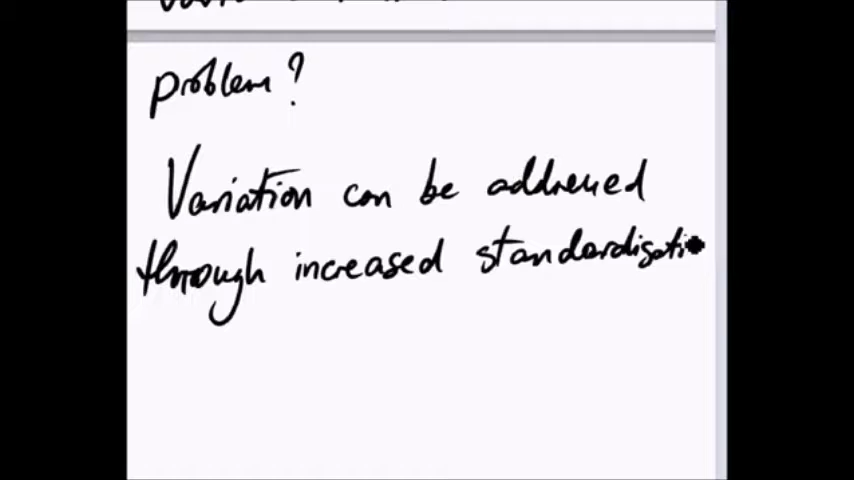 problem?
Variation can be addressed
through increased standardisati